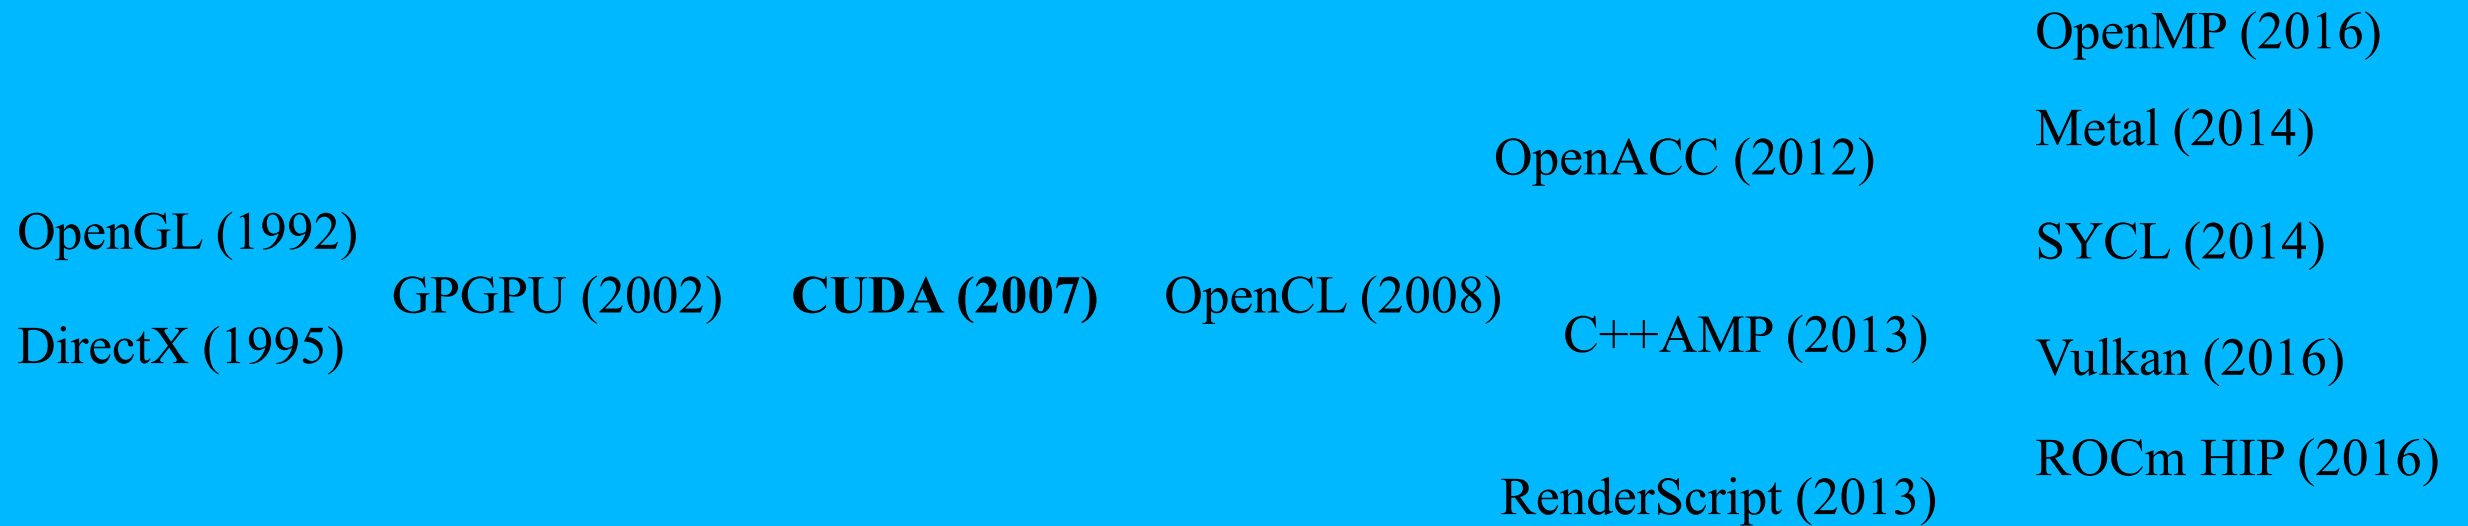 OpenGL (1992)
DirectX (1995)
GPGPU (2002)
CUDA (2007)
OpenCL (2008)
OpenACC (2012)
C++AMP (2013)
RenderScript (2013)
OpenMP (2016)
Metal (2014)
SYCL (2014)
Vulkan (2016)
ROCm HIP (2016)